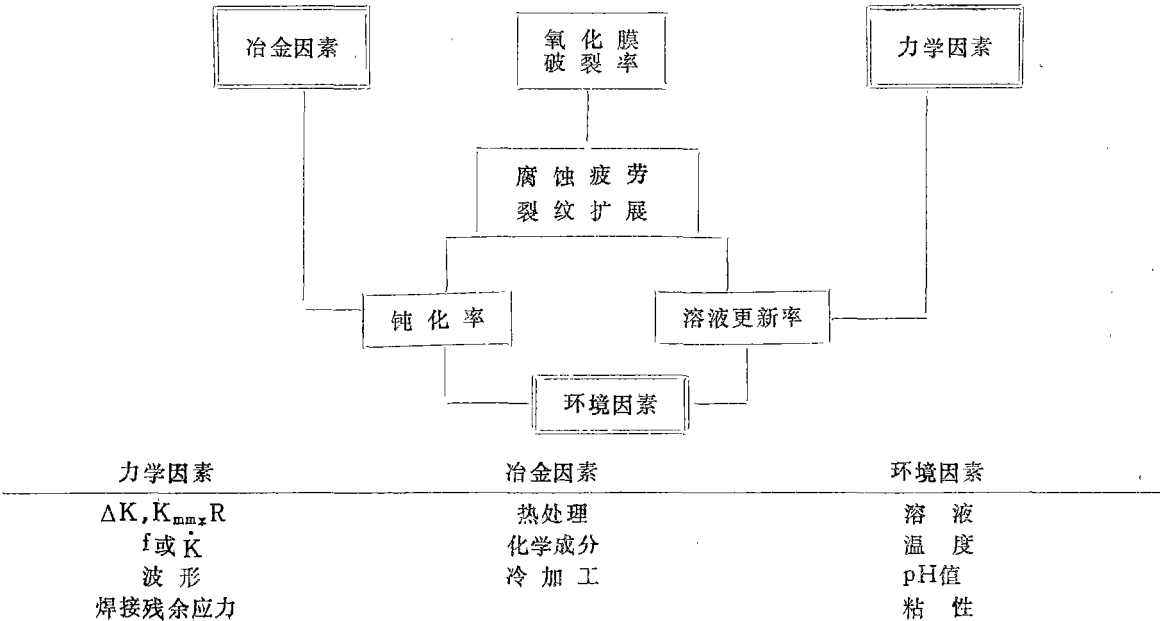 冶金因素
氧化膜
破裂率
力学因素
腐蚀疲劳
裂纹扩展
钝化率
溶液更新率
环境因素
力学因素 冶金因素 环境因素
ΔK,Kmmx R 热处理 溶液
f或K̇ 化学成分 温度
波形 冷加工 pH值
焊接残余应力 粘性